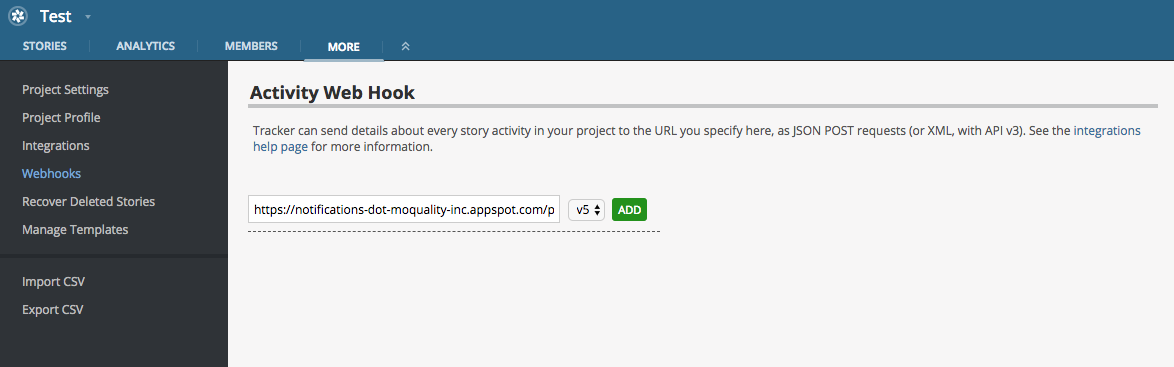 Test
STORIES
ANALYTICS
MEMBERS
MORE
Project Settings
Project Profile
Integrations
Webhooks
Recover Deleted Stories
Manage Templates
Import CSV
Export CSV
Activity Web Hook
Tracker can send details about every story activity in your project to the URL you specify here, as JSON POST requests (or XML, with API v3). See the integrations
help page for more information.
https://notifications-dot-moquality-inc.appspot.com/p
v5
ADD